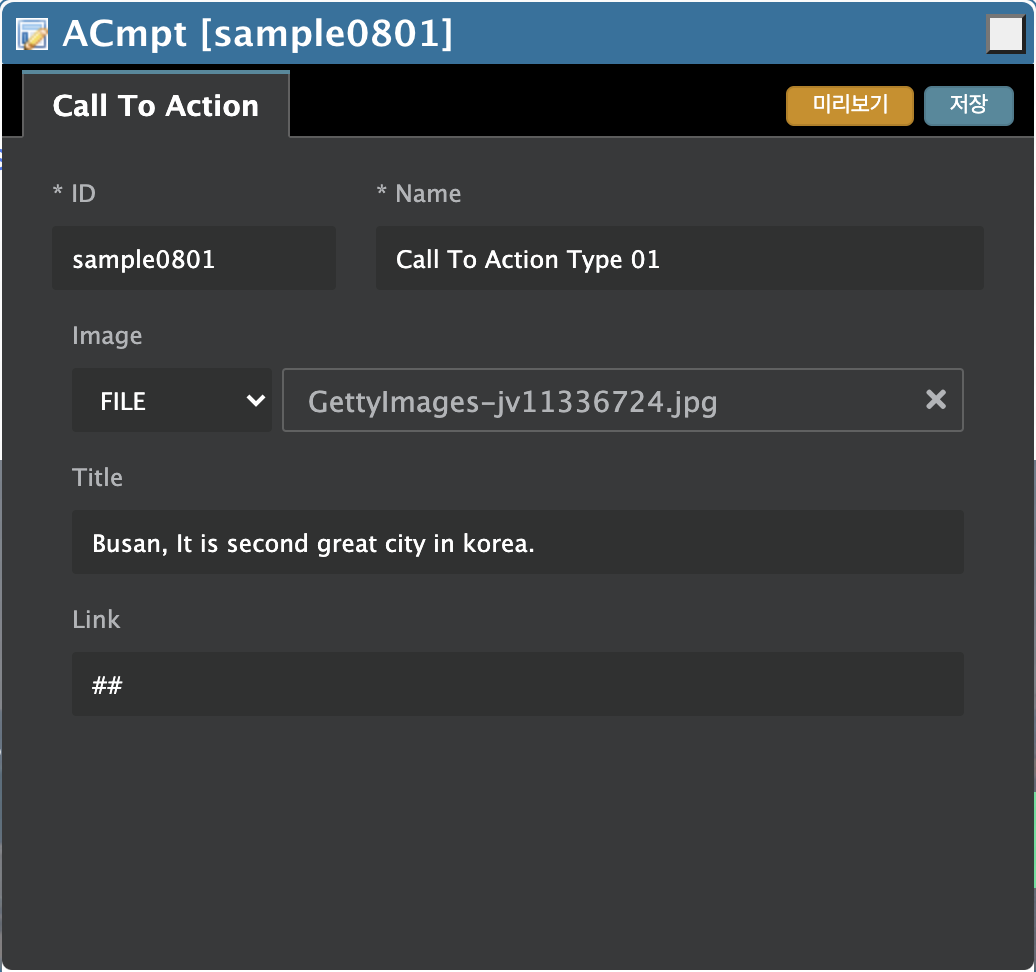 ACmpt [sample0801]
Call To Action
미리보기
저장
* ID
* Name
sample0801
Call To Action Type 01
Image
FILE
GettyImages-jv11336724.jpg
Title
Busan, It is second great city in korea.
Link
##